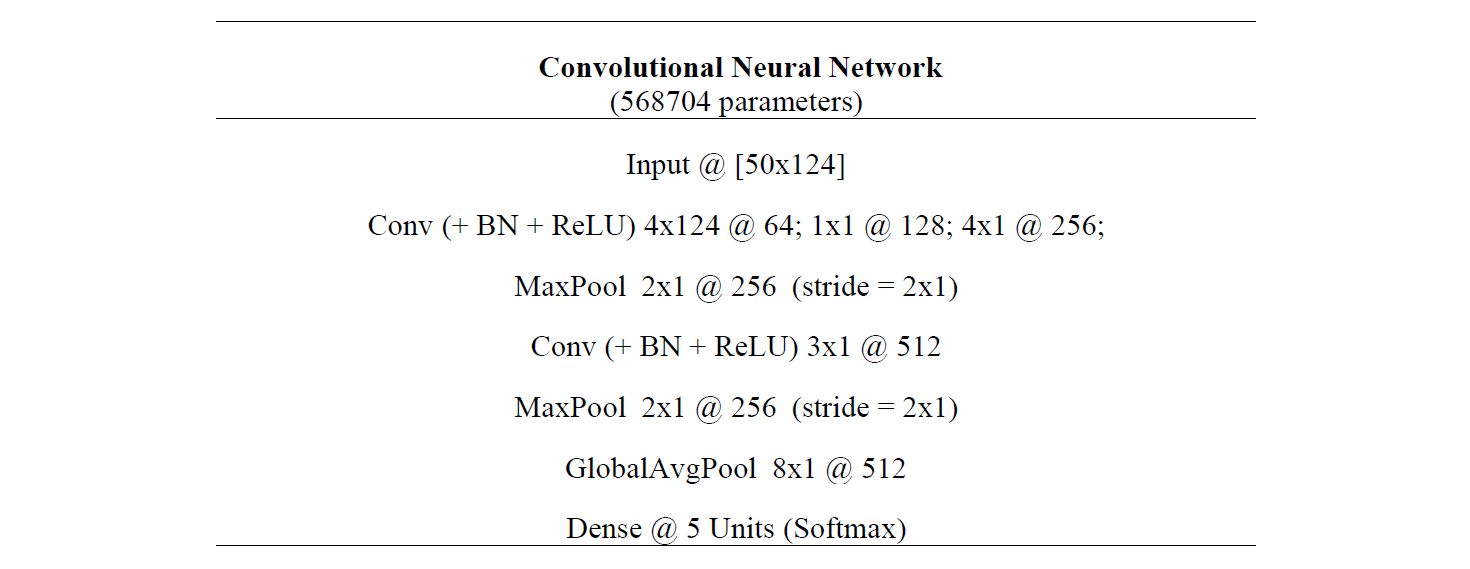 Convolutional Neural Network
(568704 parameters)
Input @ [50x124]
Conv (+ BN + ReLU) 4x124 @ 64; 1x1 @ 128; 4x1 @ 256;
MaxPool 2x1 @ 256 (stride = 2x1)
Conv (+ BN + ReLU) 3x1 @ 512
MaxPool 2x1 @ 256 (stride = 2x1)
GlobalAvgPool 8x1 @ 512
Dense @ 5 Units (Softmax)